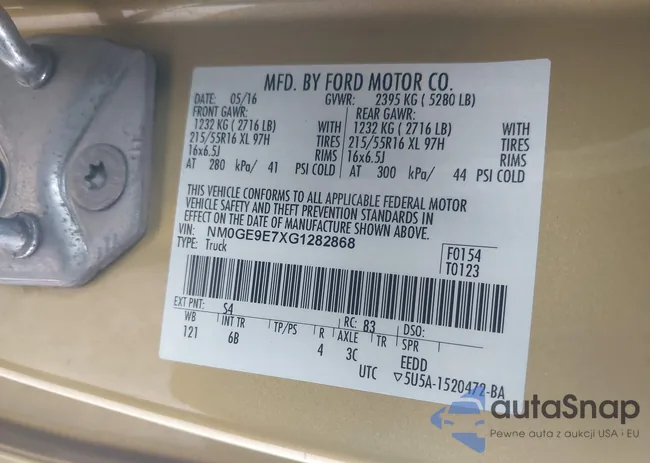 MFD. BY FORD MOTOR CO.
DATE: 05/16 GVWR: 2395 KG ( 5280 LB)
FRONT GAWR: REAR GAWR:
1232 KG ( 2716 LB) WITH 1232 KG ( 2716 LB) WITH
215/55R16 XL 97H TIRES 215/55R16 XL 97H TIRES
16x6.5J RIMS 16x6.5J RIMS
AT 280 kPa/ 41 PSI COLD AT 300 kPa/ 44 PSI COLD
THIS VEHICLE CONFORMS TO ALL APPLICABLE FEDERAL MOTOR
VEHICLE SAFETY AND THEFT PREVENTION STANDARDS IN
EFFECT ON THE DATE OF MANUFACTURE SHOWN ABOVE.
VIN: NM0GE9E7XG1282868
TYPE: Truck
F0154
T0123
EXT PNT: S4 RC: 83 DSO:
WB INT TR TP/PS R AXLE TR SPR
121 6B 4 3C EEDD
UTC ▽5U5A-1520472-BA
autaSnap
Pewne auta z aukcji USA i EU